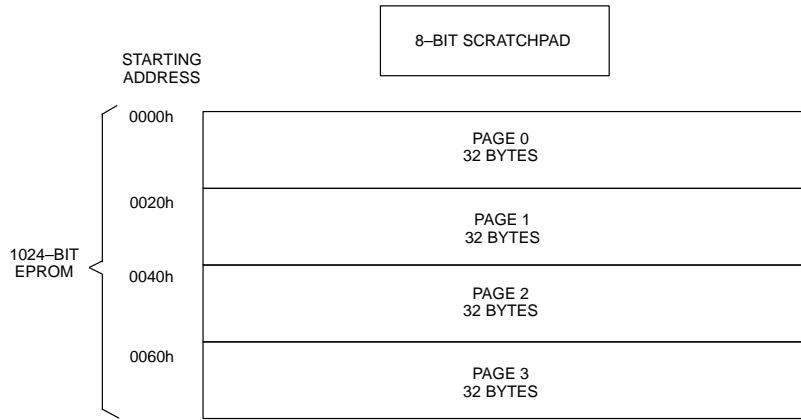 8–BIT SCRATCHPAD
STARTING
ADDRESS
0000h
PAGE 0
32 BYTES
0020h
PAGE 1
32 BYTES
1024–BIT
EPROM
0040h
PAGE 2
32 BYTES
0060h
PAGE 3
32 BYTES